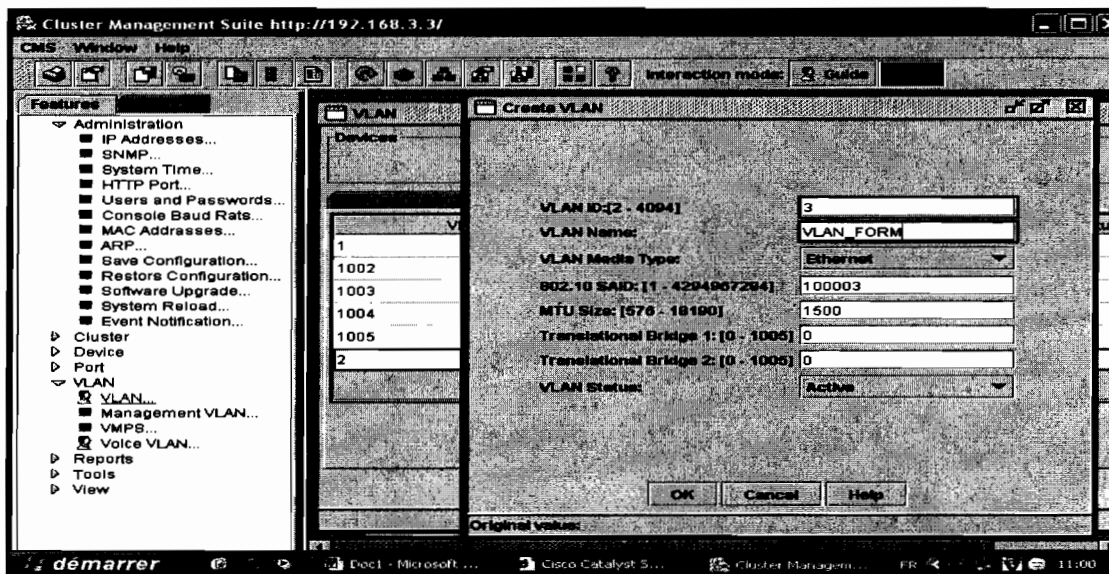 Cluster Management Suite http://192.168.3.3/
CMS Window Help
Interaction mode: Guide
Features
Administration
IP Addresses...
SNMP...
System Time...
HTTP Port...
Users and Passwords...
Console Baud Rats...
MAC Addrasses...
ARP...
Save Configuration...
Restors Configuration...
Software Upgrade...
System Reload...
Event Notification...
Cluster
Device
Port
VLAN
VLAN...
Management VLAN...
VMPS...
Voice VLAN...
Reports
Tools
View
VLAN
Devices
1
1002
1003
1004
1005
2
Create VLAN
VLAN ID:[2 - 4094] 3
VLAN Name: VLAN_FORM
VLAN Media Type: Ethernet
802.10 SAID: [1 - 4294967294] 100003
MTU Size: [576 - 18190] 1500
Translational Bridge 1: [0 - 1005] 0
Translational Bridge 2: [0 - 1005] 0
VLAN Status: Active
OK Cancel Help
Original value:
démarrer Doc1 - Microsoft ... Cisco Catalyst S... Cluster Managem... FR 11:00